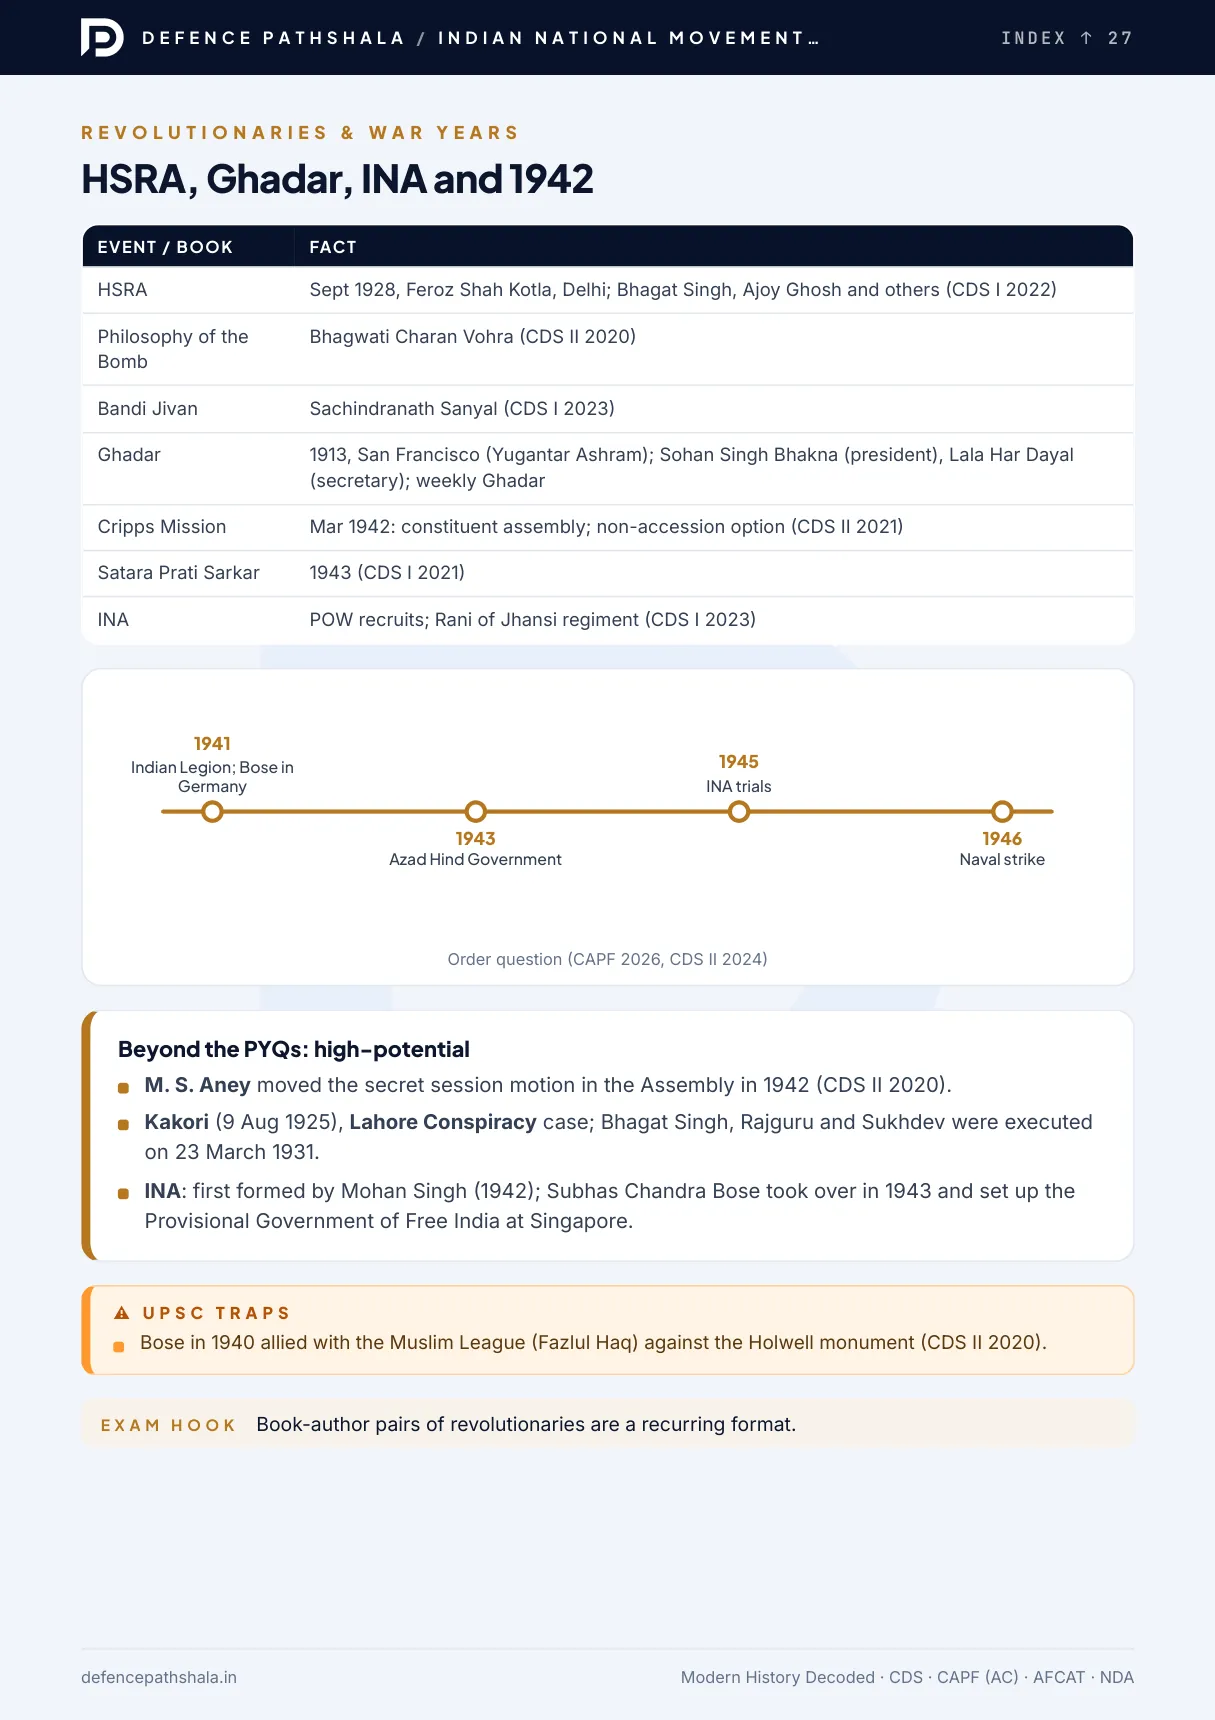 DEFENCE PATHSHALA / INDIAN NATIONAL MOVEMENT…
INDEX ↑ 27
REVOLUTIONARIES & WAR YEARS
HSRA, Ghadar, INA and 1942
EVENT / BOOK FACT
HSRA Sept 1928, Feroz Shah Kotla, Delhi; Bhagat Singh, Ajoy Ghosh and others (CDS I 2022)
Philosophy of the Bhagwati Charan Vohra (CDS II 2020)
Bomb
Bandi Jivan Sachindranath Sanyal (CDS I 2023)
Ghadar 1913, San Francisco (Yugantar Ashram); Sohan Singh Bhakna (president), Lala Har Dayal
(secretary); weekly Ghadar
Cripps Mission Mar 1942: constituent assembly; non-accession option (CDS II 2021)
Satara Prati Sarkar 1943 (CDS I 2021)
INA POW recruits; Rani of Jhansi regiment (CDS I 2023)
1941
Indian Legion; Bose in
Germany
1943
Azad Hind Government
1945
INA trials
1946
Naval strike
Order question (CAPF 2026, CDS II 2024)
Beyond the PYQs: high-potential
M. S. Aney moved the secret session motion in the Assembly in 1942 (CDS II 2020).
Kakori (9 Aug 1925), Lahore Conspiracy case; Bhagat Singh, Rajguru and Sukhdev were executed
on 23 March 1931.
INA: first formed by Mohan Singh (1942); Subhas Chandra Bose took over in 1943 and set up the
Provisional Government of Free India at Singapore.
⚠ UPSC TRAPS
Bose in 1940 allied with the Muslim League (Fazlul Haq) against the Holwell monument (CDS II 2020).
EXAM HOOK Book-author pairs of revolutionaries are a recurring format.
defencepathshala.in
Modern History Decoded · CDS · CAPF (AC) · AFCAT · NDA